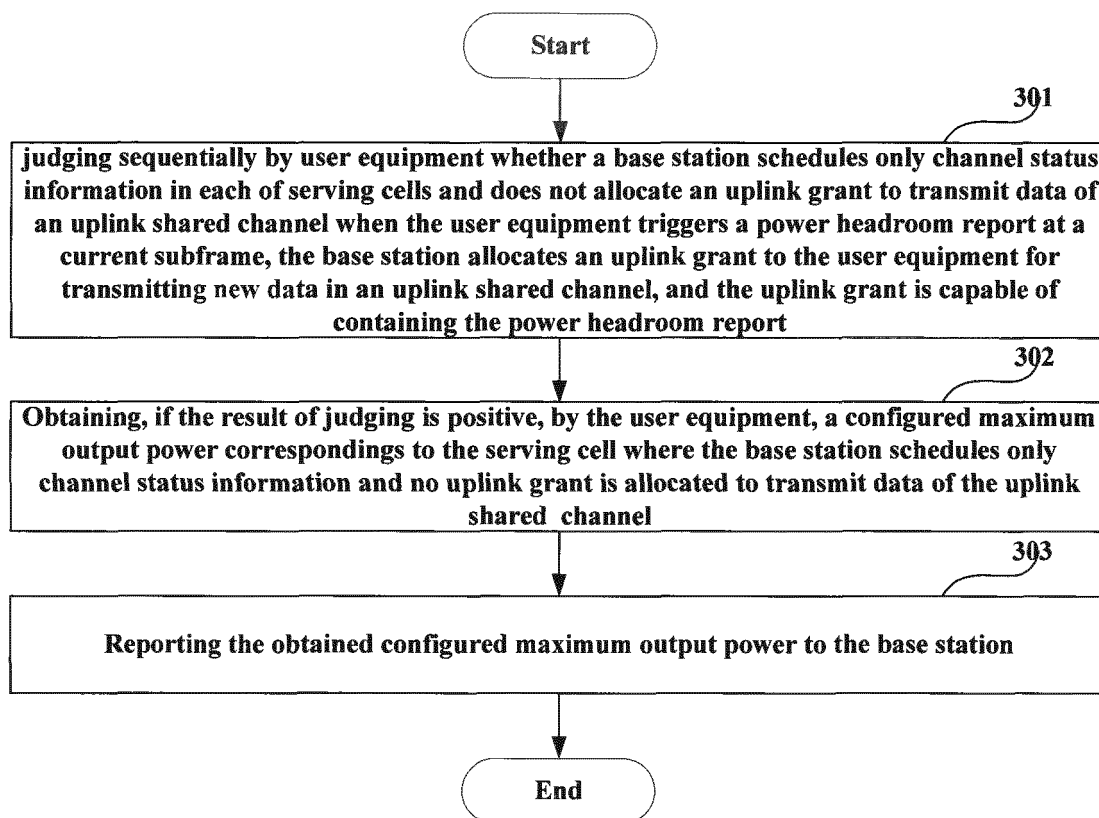 Start
301
judging sequentially by user equipment whether a base station schedules only channel status
information in each of serving cells and does not allocate an uplink grant to transmit data of
an uplink shared channel when the user equipment triggers a power headroom report at a
current subframe, the base station allocates an uplink grant to the user equipment for
transmitting new data in an uplink shared channel, and the uplink grant is capable of
containing the power headroom report
302
Obtaining, if the result of judging is positive, by the user equipment, a configured maximum
output power correspondings to the serving cell where the base station schedules only
channel status information and no uplink grant is allocated to transmit data of the uplink
shared channel
303
Reporting the obtained configured maximum output power to the base station
End